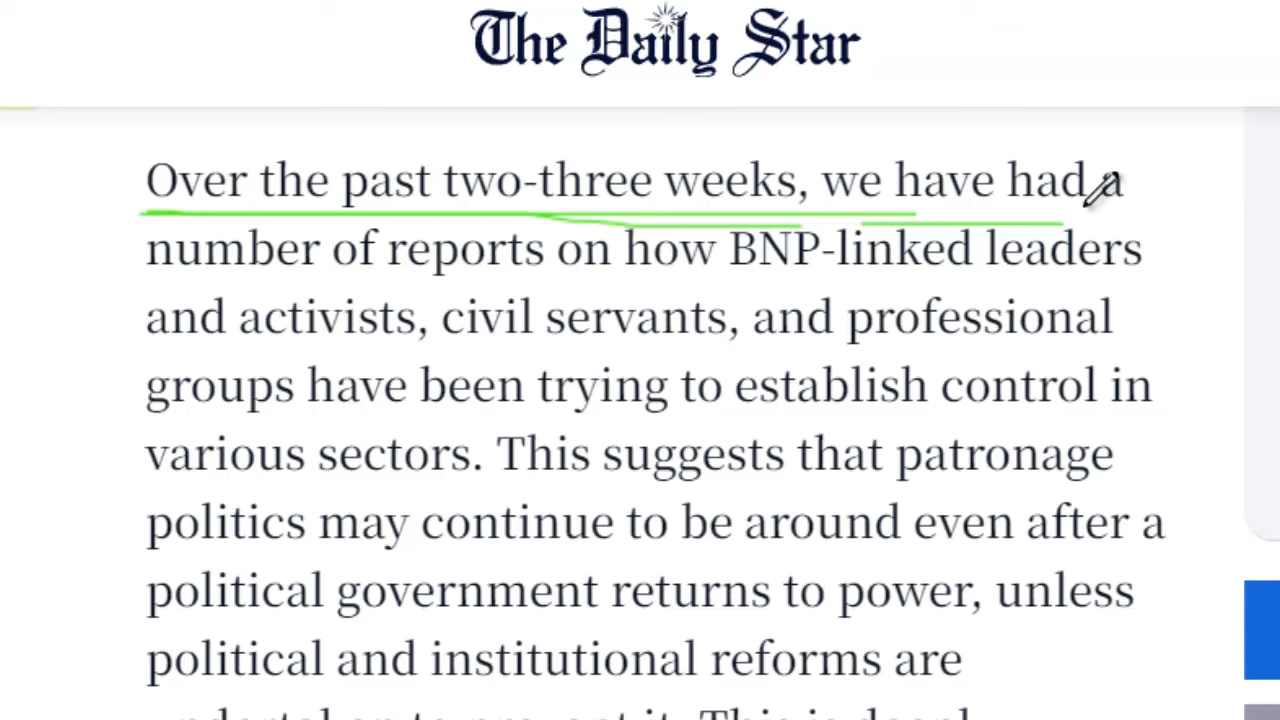 The Daily Star
Over the past two-three weeks, we have had a
number of reports on how BNP-linked leaders
and activists, civil servants, and professional
groups have been trying to establish control in
various sectors. This suggests that patronage
politics may continue to be around even after a
political government returns to power, unless
political and institutional reforms are